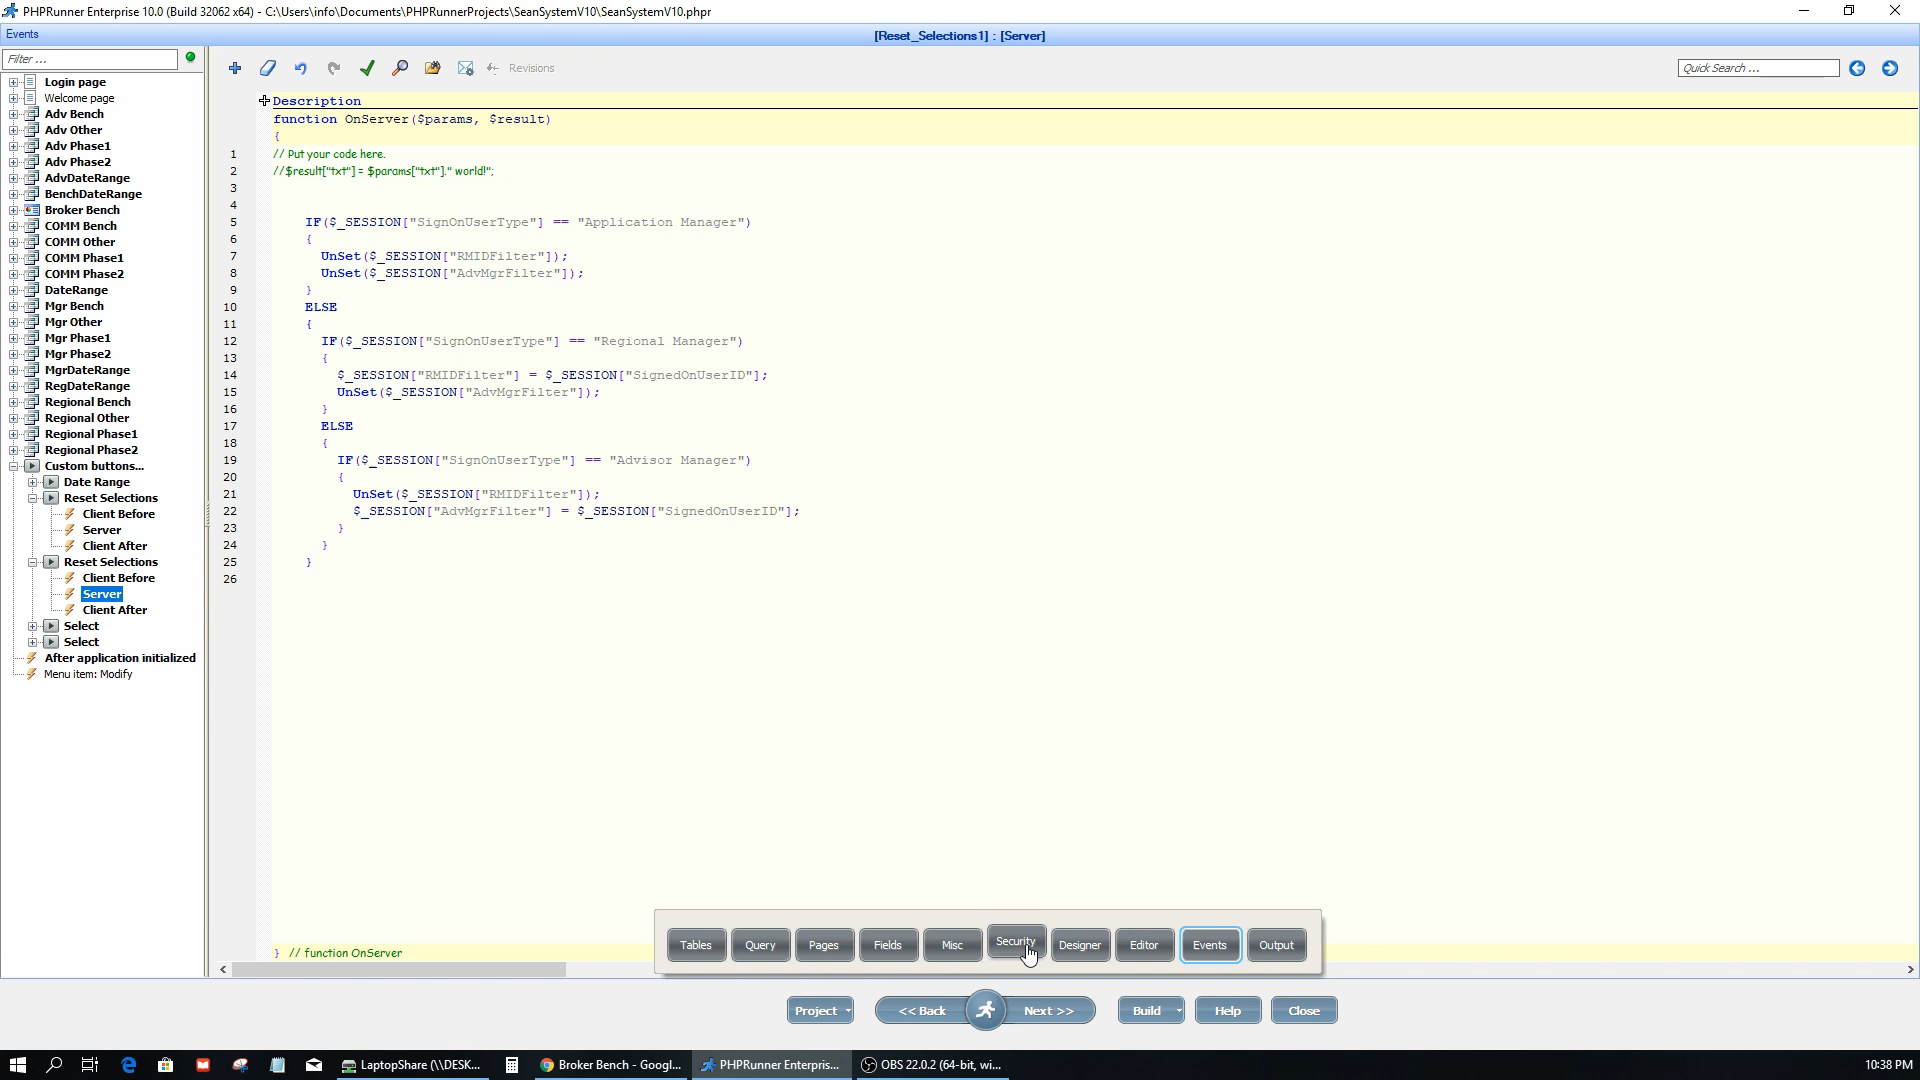 PHPRunner Enterprise 10.0 (Build 32062 x64) - C:\Users\info\Documents\PHPRunnerProjects\SeanSystemV10\SeanSystemV10.phpr
Events
[Reset_Selections1] : [Server]
Filter ...
Revisions
Quick Search ...
Login page
Welcome page
Adv Bench
Adv Other
Adv Phase1
Adv Phase2
AdvDateRange
BenchDateRange
Broker Bench
COMM Bench
COMM Other
COMM Phase1
COMM Phase2
DateRange
Mgr Bench
Mgr Other
Mgr Phase1
Mgr Phase2
MgrDateRange
RegDateRange
Regional Bench
Regional Other
Regional Phase1
Regional Phase2
Custom buttons...
Date Range
Reset Selections
Client Before
Server
Client After
Reset Selections
Client Before
Server
Client After
Select
Select
After application initialized
Menu item: Modify
Description
function OnServer($params, $result)
{
1 // Put your code here.
2 //$result["txt"] = $params["txt"]." world!";
3
4
5 IF($_SESSION["SignOnUserType"] == "Application Manager")
6 {
7 UnSet($_SESSION["RMIDFilter"]);
8 UnSet($_SESSION["AdvMgrFilter"]);
9 }
10 ELSE
11 {
12 IF($_SESSION["SignOnUserType"] == "Regional Manager")
13 {
14 $_SESSION["RMIDFilter"] = $_SESSION["SignedOnUserID"];
15 UnSet($_SESSION["AdvMgrFilter"]);
16 }
17 ELSE
18 {
19 IF($_SESSION["SignOnUserType"] == "Advisor Manager")
20 {
21 UnSet($_SESSION["RMIDFilter"]);
22 $_SESSION["AdvMgrFilter"] = $_SESSION["SignedOnUserID"];
23 }
24 }
25 }
26
} // function OnServer
Tables Query Pages Fields Misc Security Designer Editor Events Output
Project << Back Next >> Build Help Close
LaptopShare (\\DESK... Broker Bench - Googl... PHPRunner Enterpris... OBS 22.0.2 (64-bit, wi... 10:38 PM